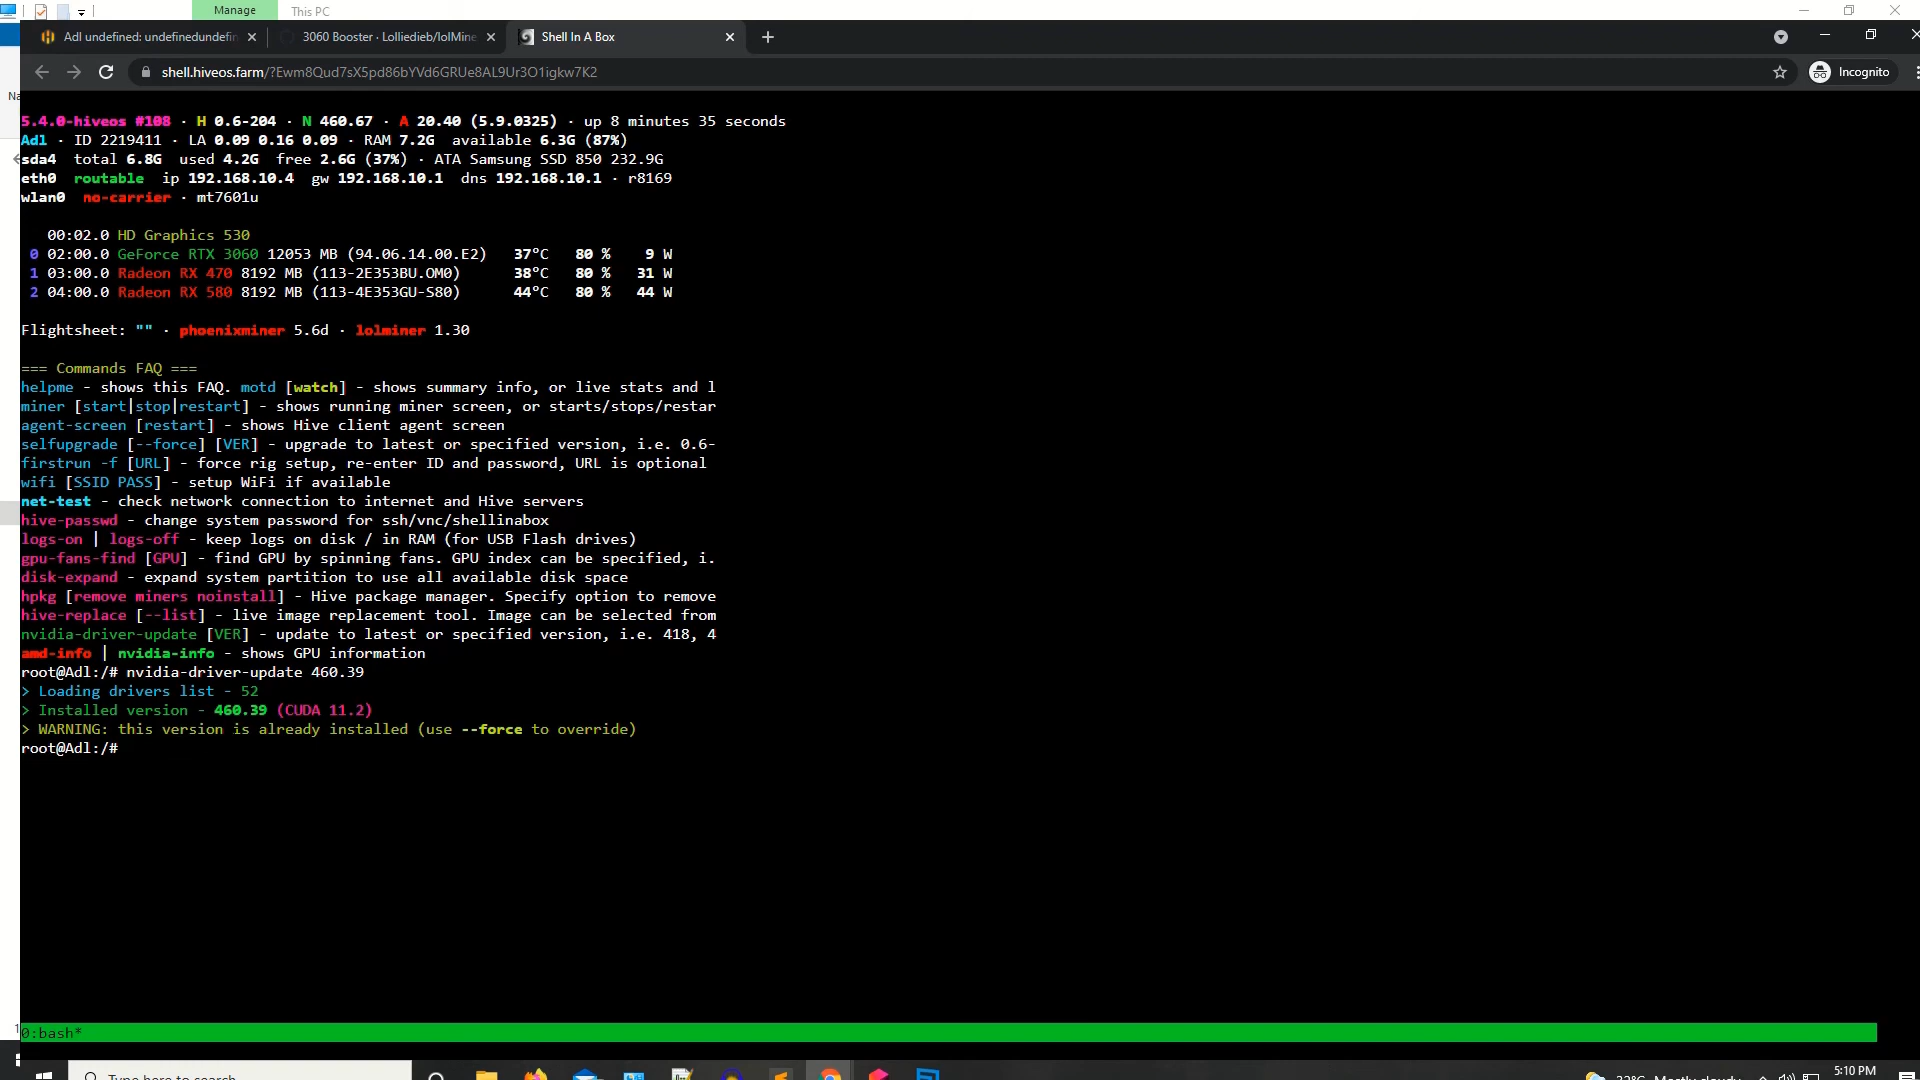 Manage
This PC
Adl undefined: undefinedundefin
3060 Booster · Lolliedieb/lolMine
Shell In A Box
shell.hiveos.farm/?Ewm8Qud7sX5pd86bYVd6GRUe8AL9Ur3O1igkw7K2
Incognito
Na
5.4.0-hiveos #108 · H 0.6-204 · N 460.67 · A 20.40 (5.9.0325) · up 8 minutes 35 seconds
Adl · ID 2219411 · LA 0.09 0.16 0.09 · RAM 7.2G available 6.3G (87%)
sda4 total 6.8G used 4.2G free 2.6G (37%) · ATA Samsung SSD 850 232.9G
eth0 routable ip 192.168.10.4 gw 192.168.10.1 dns 192.168.10.1 · r8169
wlan0 no-carrier · mt7601u
00:02.0 HD Graphics 530
0 02:00.0 GeForce RTX 3060 12053 MB (94.06.14.00.E2) 37°C 80 % 9 W
1 03:00.0 Radeon RX 470 8192 MB (113-2E353BU.OM0) 38°C 80 % 31 W
2 04:00.0 Radeon RX 580 8192 MB (113-4E353GU-S80) 44°C 80 % 44 W
Flightsheet: "" · phoenixminer 5.6d · lolminer 1.30
=== Commands FAQ ===
helpme - shows this FAQ. motd [watch] - shows summary info, or live stats and l
miner [start|stop|restart] - shows running miner screen, or starts/stops/restar
agent-screen [restart] - shows Hive client agent screen
selfupgrade [--force] [VER] - upgrade to latest or specified version, i.e. 0.6-
firstrun -f [URL] - force rig setup, re-enter ID and password, URL is optional
wifi [SSID PASS] - setup WiFi if available
net-test - check network connection to internet and Hive servers
hive-passwd - change system password for ssh/vnc/shellinabox
logs-on | logs-off - keep logs on disk / in RAM (for USB Flash drives)
gpu-fans-find [GPU] - find GPU by spinning fans. GPU index can be specified, i.
disk-expand - expand system partition to use all available disk space
hpkg [remove miners noinstall] - Hive package manager. Specify option to remove
hive-replace [--list] - live image replacement tool. Image can be selected from
nvidia-driver-update [VER] - update to latest or specified version, i.e. 418, 4
amd-info | nvidia-info - shows GPU information
root@Adl:/# nvidia-driver-update 460.39
> Loading drivers list - 52
> Installed version - 460.39 (CUDA 11.2)
> WARNING: this version is already installed (use --force to override)
root@Adl:/#
0:bash*
Type here to search
32°C Mostly cloudy
5:10 PM